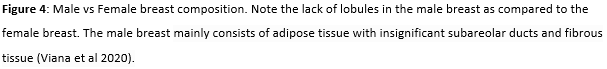 Figure 4: Male vs Female breast composition. Note the lack of lobules in the male breast as compared to the
female breast. The male breast mainly consists of adipose tissue with insignificant subareolar ducts and fibrous
tissue (Viana et al 2020).